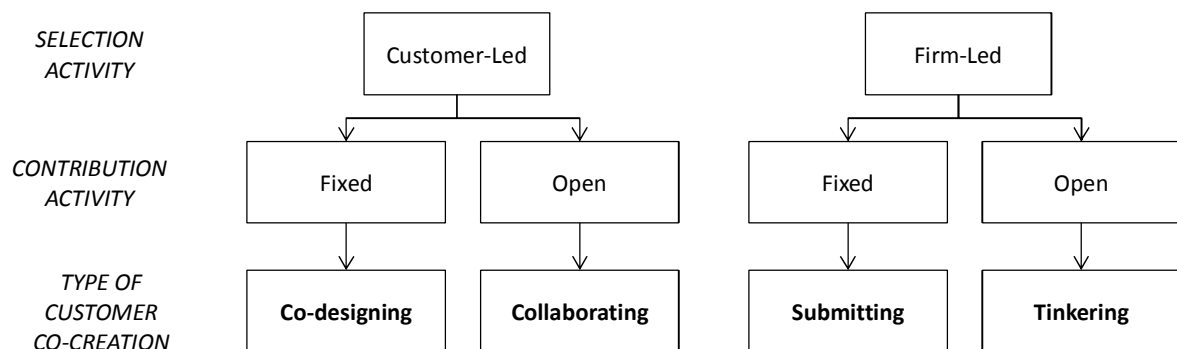 SELECTION
ACTIVITY
Customer-Led
Firm-Led
CONTRIBUTION
ACTIVITY
Fixed
Open
Fixed
Open
TYPE OF
CUSTOMER
CO-CREATION
Co-designing
Collaborating
Submitting
Tinkering